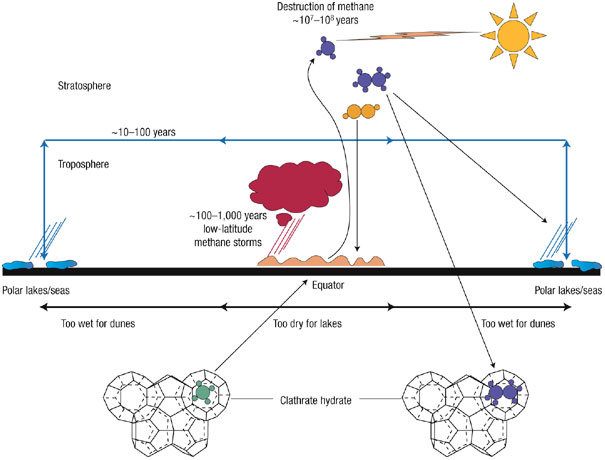 Destruction of methane
~10⁷–10⁸ years
Stratosphere
~10–100 years
Troposphere
~100–1,000 years
low-latitude
methane storms
Polar lakes/seas
Equator
Polar lakes/seas
Too wet for dunes
Too dry for lakes
Too wet for dunes
Clathrate hydrate